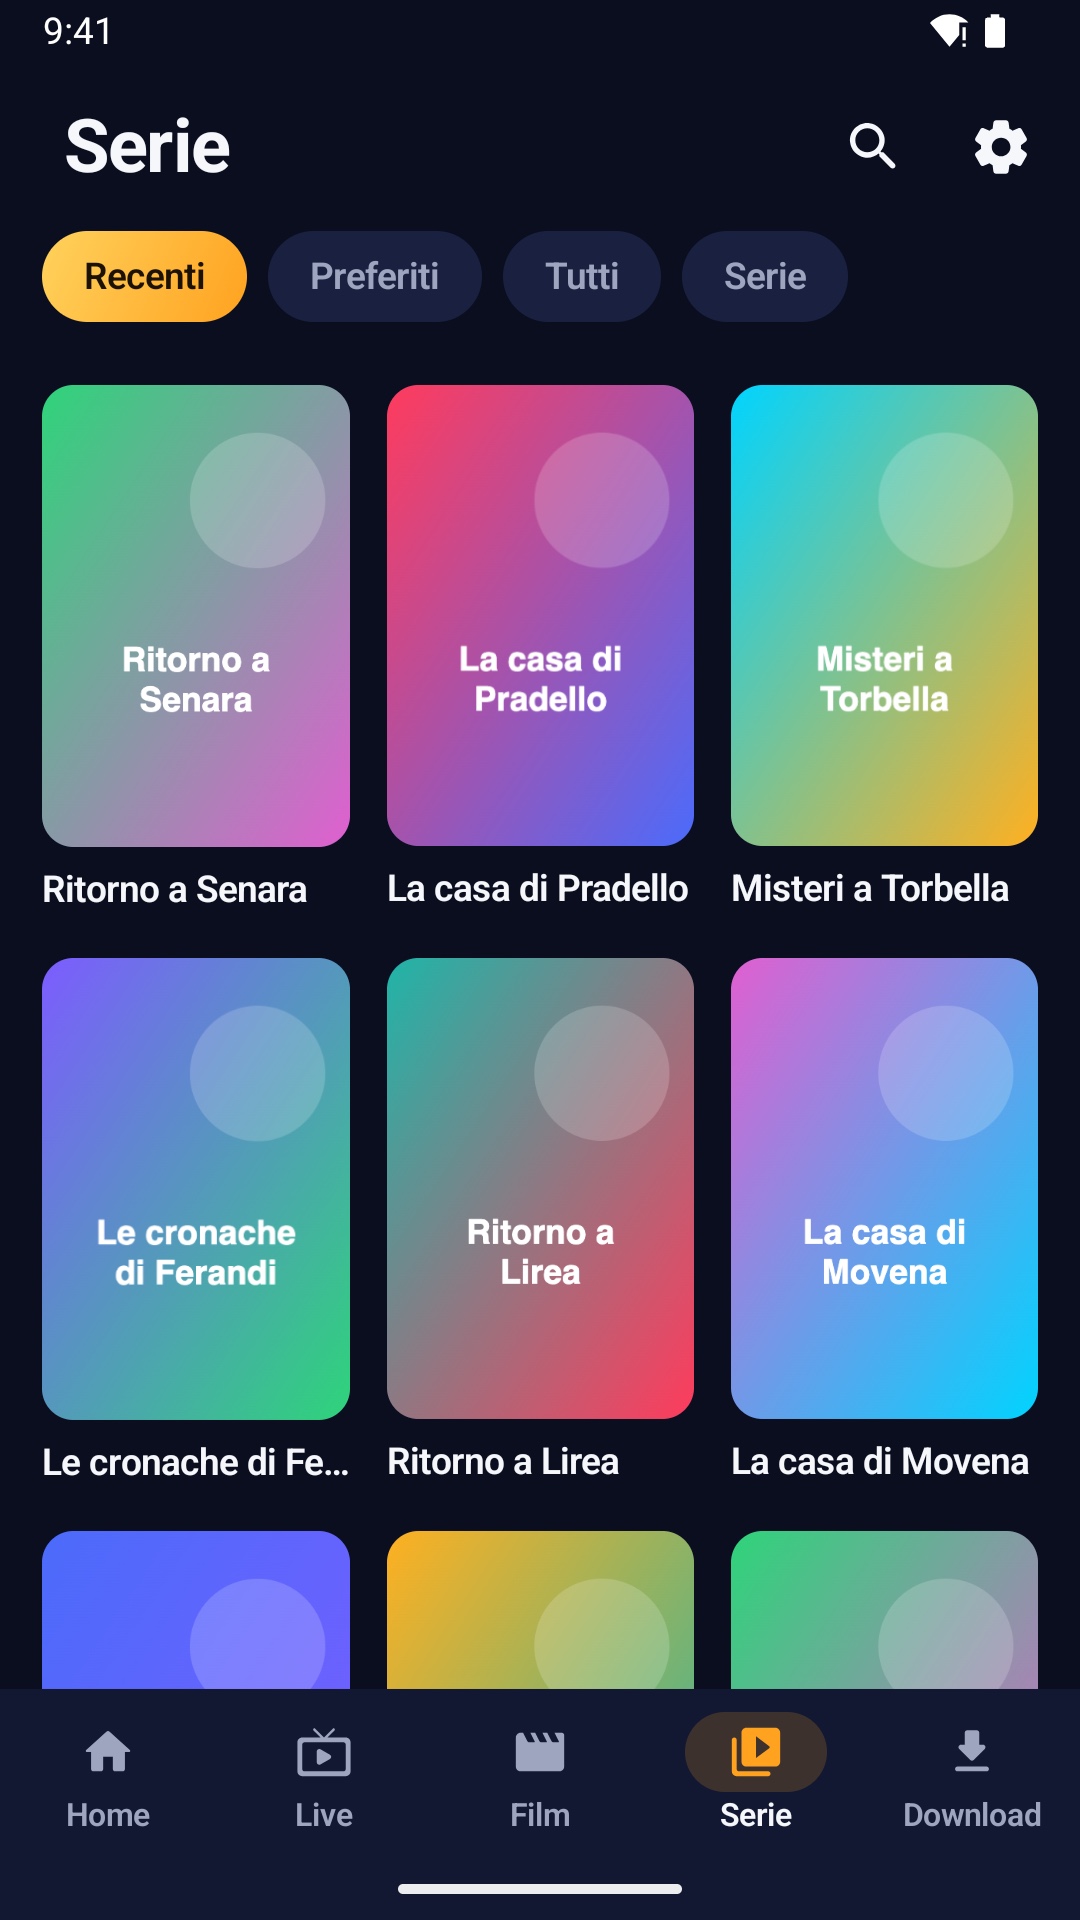 9:41
Serie
Recenti
Preferiti
Tutti
Serie
Ritorno a
Senara
La casa di
Pradello
Misteri a
Torbella
Ritorno a Senara
La casa di Pradello
Misteri a Torbella
Le cronache
di Ferandi
Ritorno a
Lirea
La casa di
Movena
Le cronache di Fe...
Ritorno a Lirea
La casa di Movena
Home
Live
Film
Serie
Download